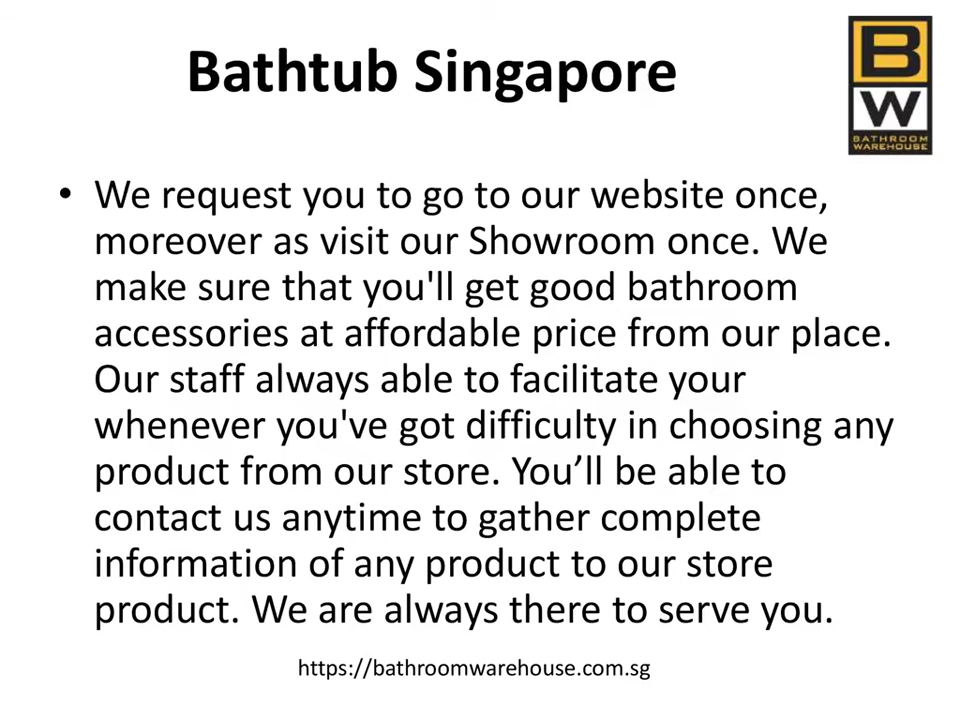 Bathtub Singapore
B
W
BATHROOM
WAREHOUSE
• We request you to go to our website once,
moreover as visit our Showroom once. We
make sure that you'll get good bathroom
accessories at affordable price from our place.
Our staff always able to facilitate your
whenever you've got difficulty in choosing any
product from our store. You’ll be able to
contact us anytime to gather complete
information of any product to our store
product. We are always there to serve you.
https://bathroomwarehouse.com.sg